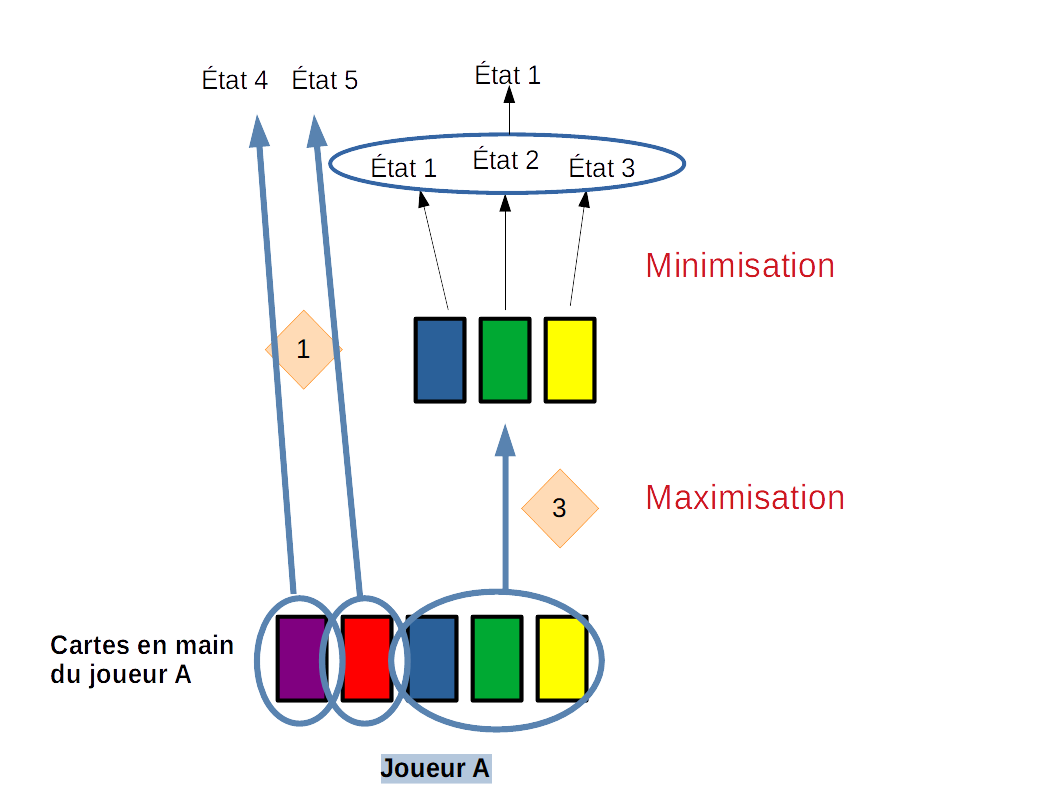 État 4
État 5
État 1
État 1
État 2
État 3
Minimisation
1
Maximisation
3
Cartes en main
du joueur A
Joueur A